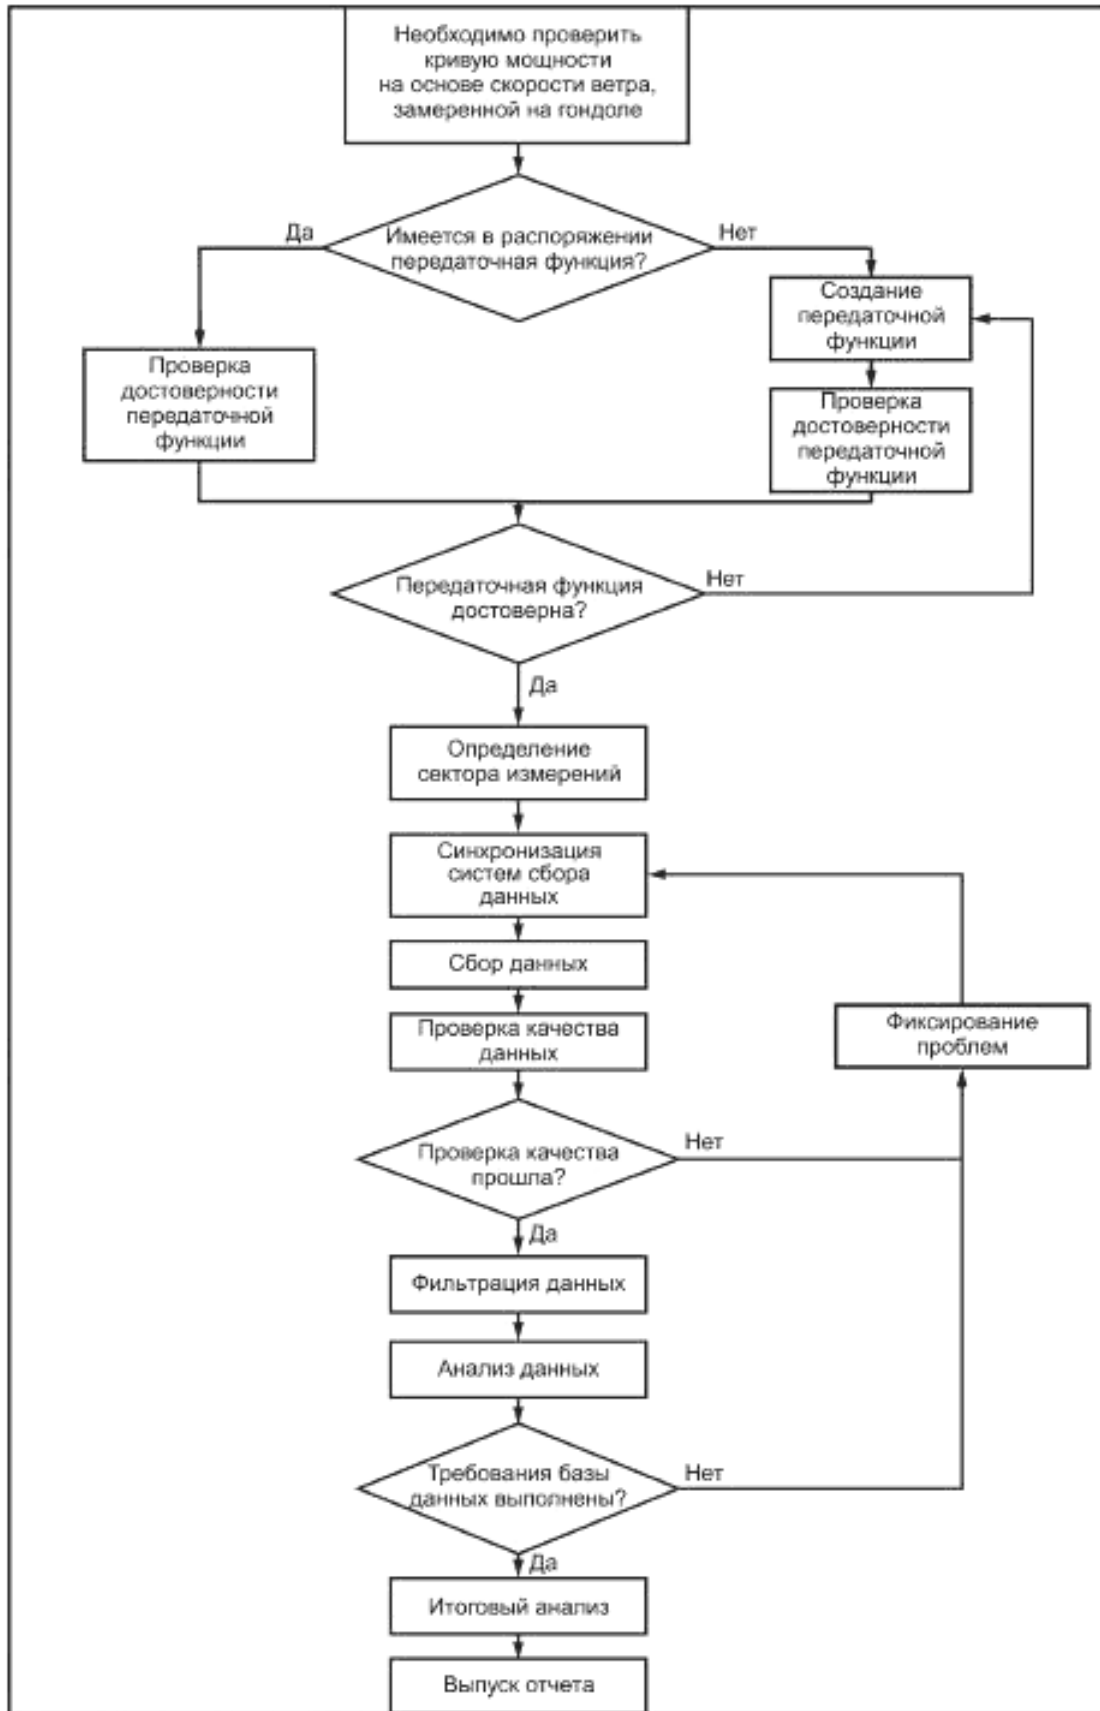 Необходимо проверить
кривую мощности
на основе скорости ветра,
замеренной на гондоле
Да
Имеется в распоряжении
передаточная функция?
Нет
Создание
передаточной
функции
Проверка
достоверности
передаточной
функции
Проверка
достоверности
передаточной
функции
Передаточная функция
достоверна?
Нет
Да
Определение
сектора измерений
Синхронизация
систем сбора
данных
Сбор данных
Проверка качества
данных
Фиксирование
проблем
Проверка качества
прошла?
Нет
Да
Фильтрация данных
Анализ данных
Требования базы
данных выполнены?
Нет
Да
Итоговый анализ
Выпуск отчета